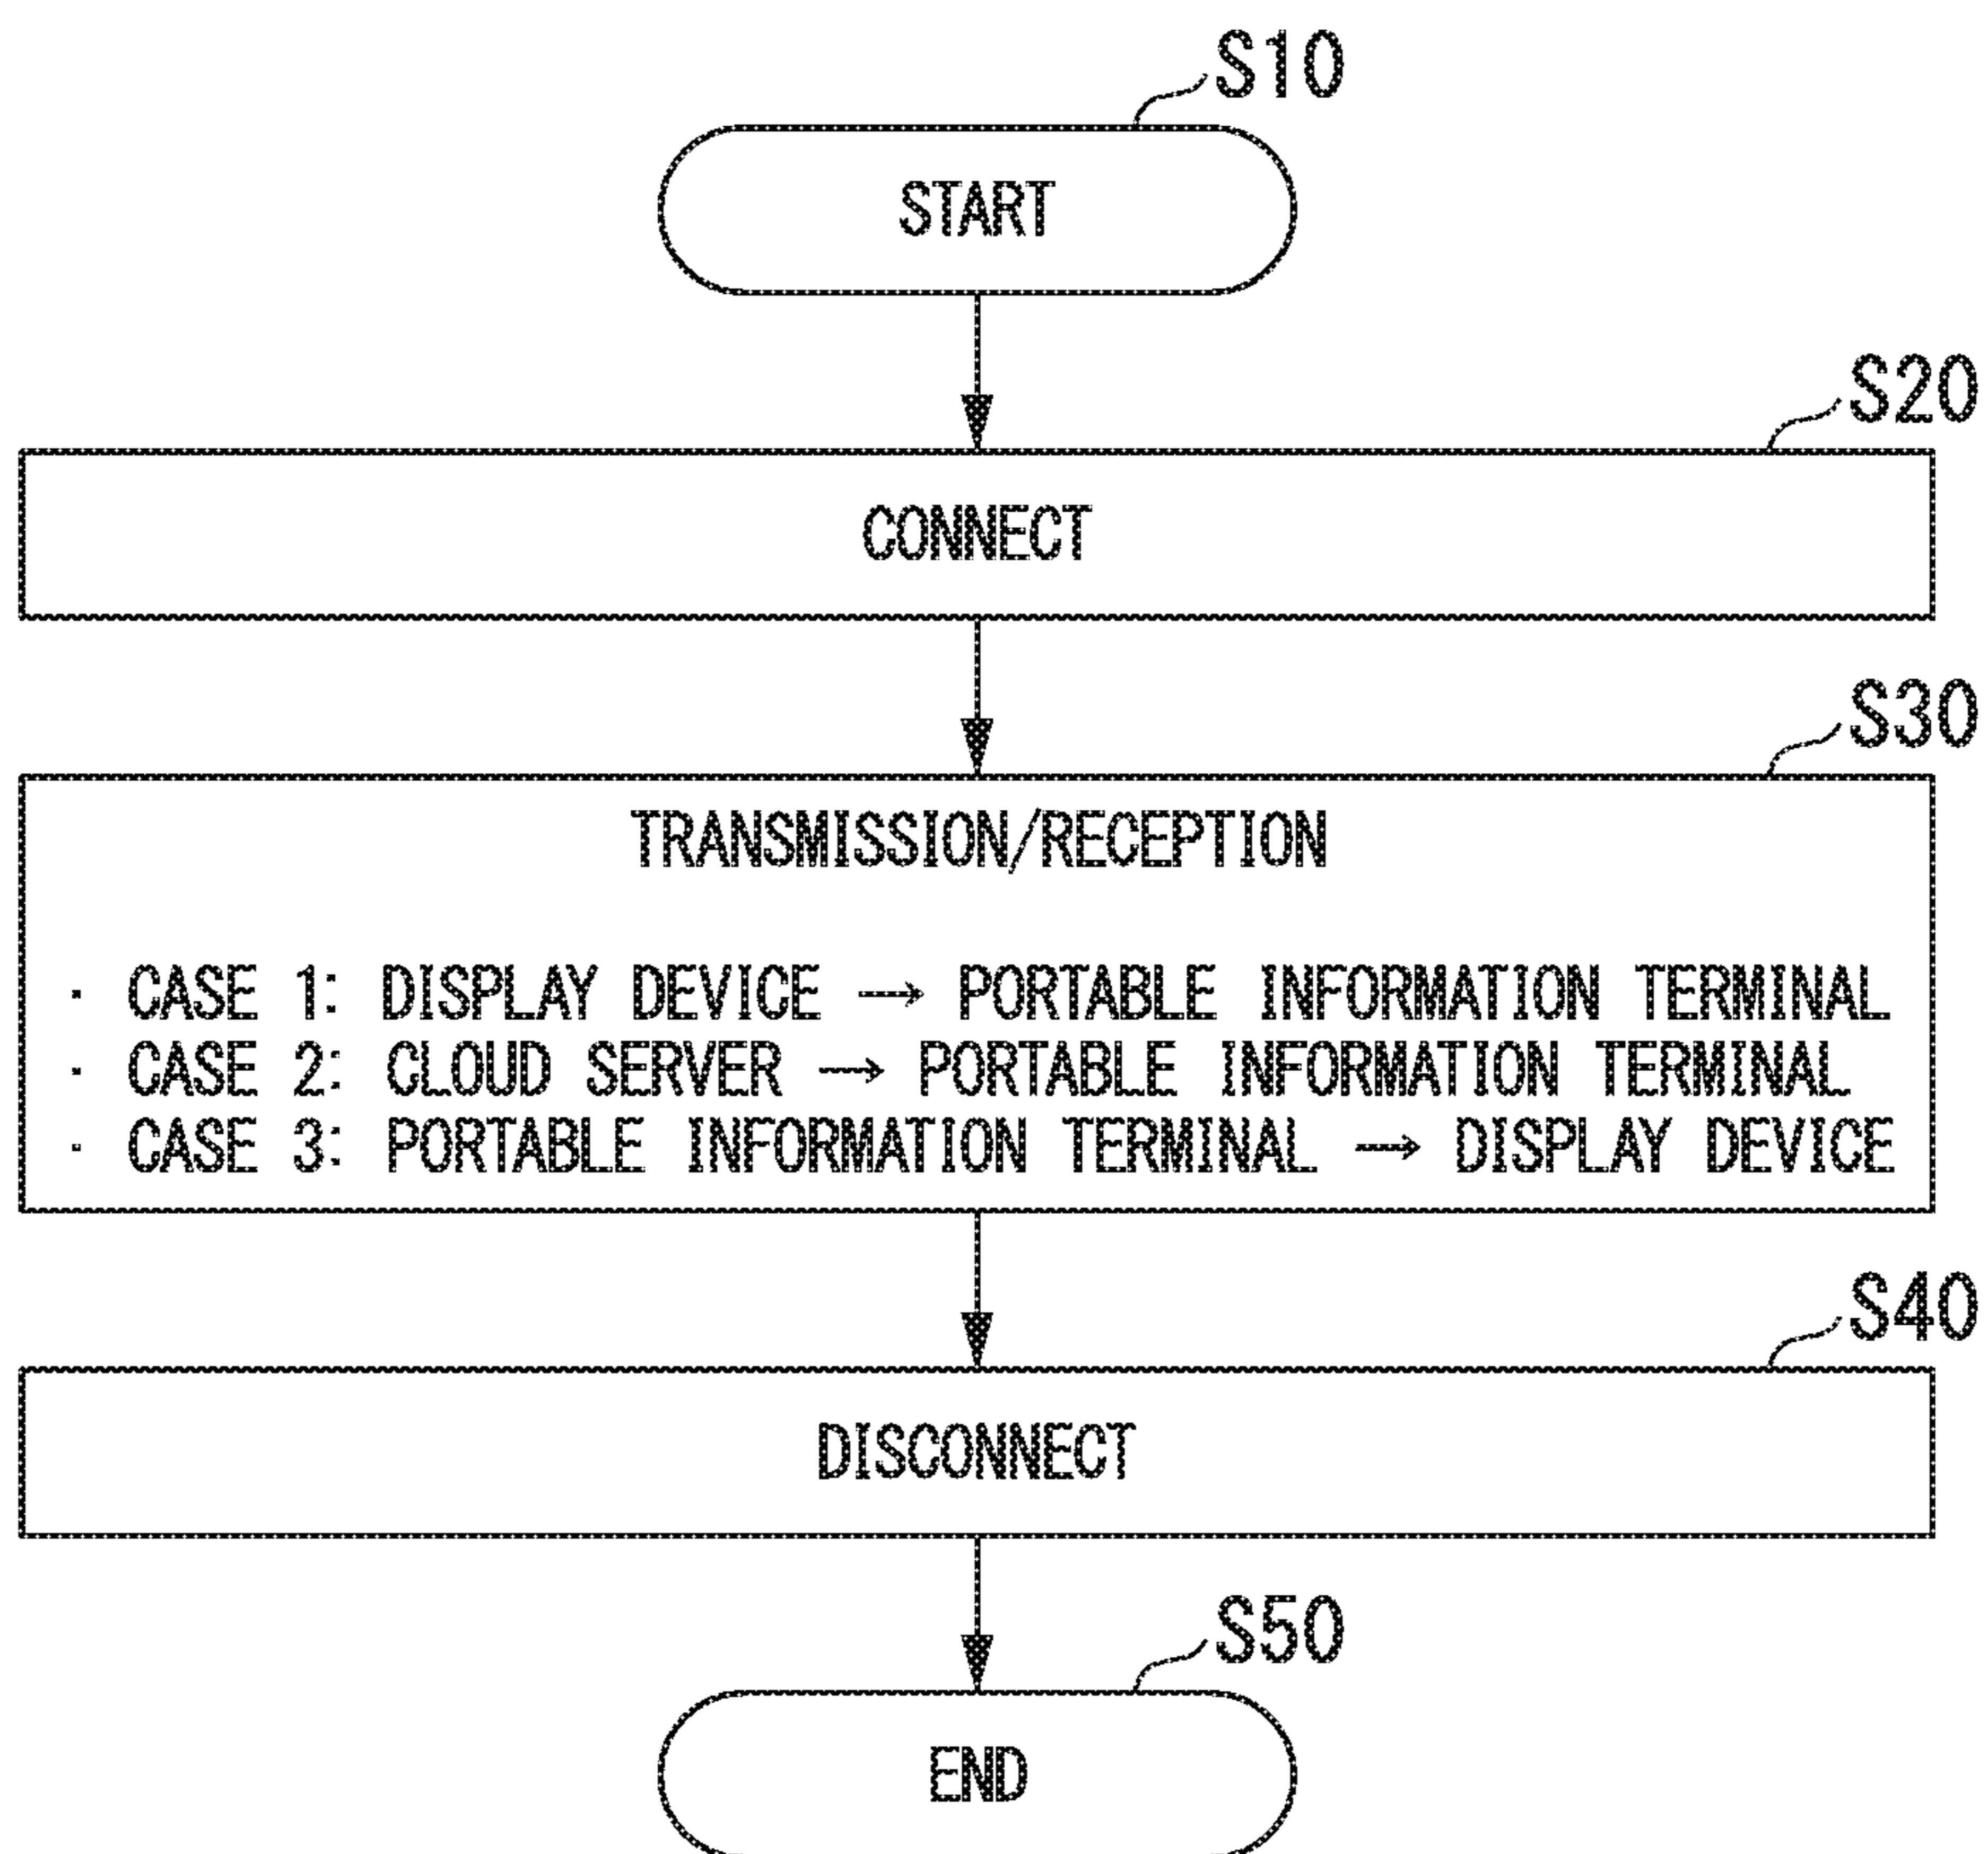 S10
START
S20
CONNECT
S30
TRANSMISSION/RECEPTION
· CASE 1: DISPLAY DEVICE → PORTABLE INFORMATION TERMINAL
· CASE 2: CLOUD SERVER → PORTABLE INFORMATION TERMINAL
· CASE 3: PORTABLE INFORMATION TERMINAL → DISPLAY DEVICE
S40
DISCONNECT
S50
END